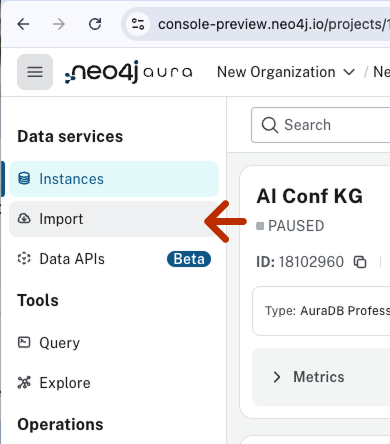 console-preview.neo4j.io/projects/
neo4j aura New Organization / Ne
Data services
Search
Instances
AI Conf KG
Import
PAUSED
Data APIs Beta
ID: 18102960
Tools
Type: AuraDB Profess
Query
Explore
Metrics
Operations